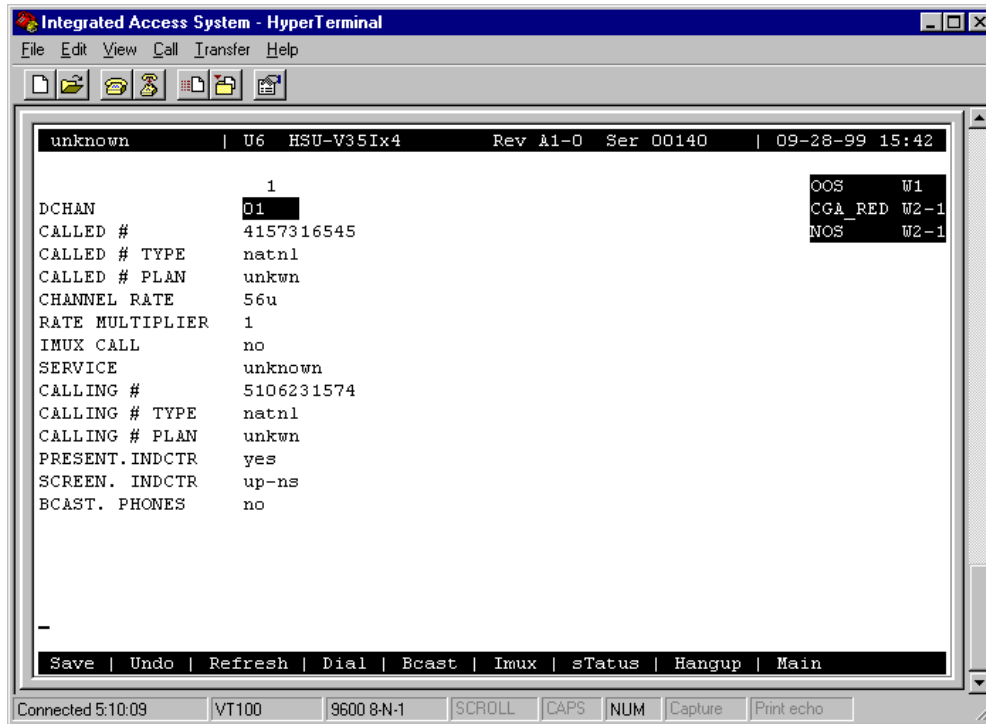 Integrated Access System - HyperTerminal
File Edit View Call Transfer Help
unknown | U6 HSU-V35Ix4 Rev A1-0 Ser 00140 | 09-28-99 15:42
1 OOS W1
DCHAN 01 CGA_RED W2-1
CALLED # 4157316545 NOS W2-1
CALLED # TYPE natnl
CALLED # PLAN unkwn
CHANNEL RATE 56u
RATE MULTIPLIER 1
IMUX CALL no
SERVICE unknown
CALLING # 5106231574
CALLING # TYPE natnl
CALLING # PLAN unkwn
PRESENT.INDCTR yes
SCREEN. INDCTR up-ns
BCAST. PHONES no
Save | Undo | Refresh | Dial | Bcast | Imux | sTatus | Hangup | Main
Connected 5:10:09 VT100 9600 8-N-1 SCROLL CAPS NUM Capture Print echo